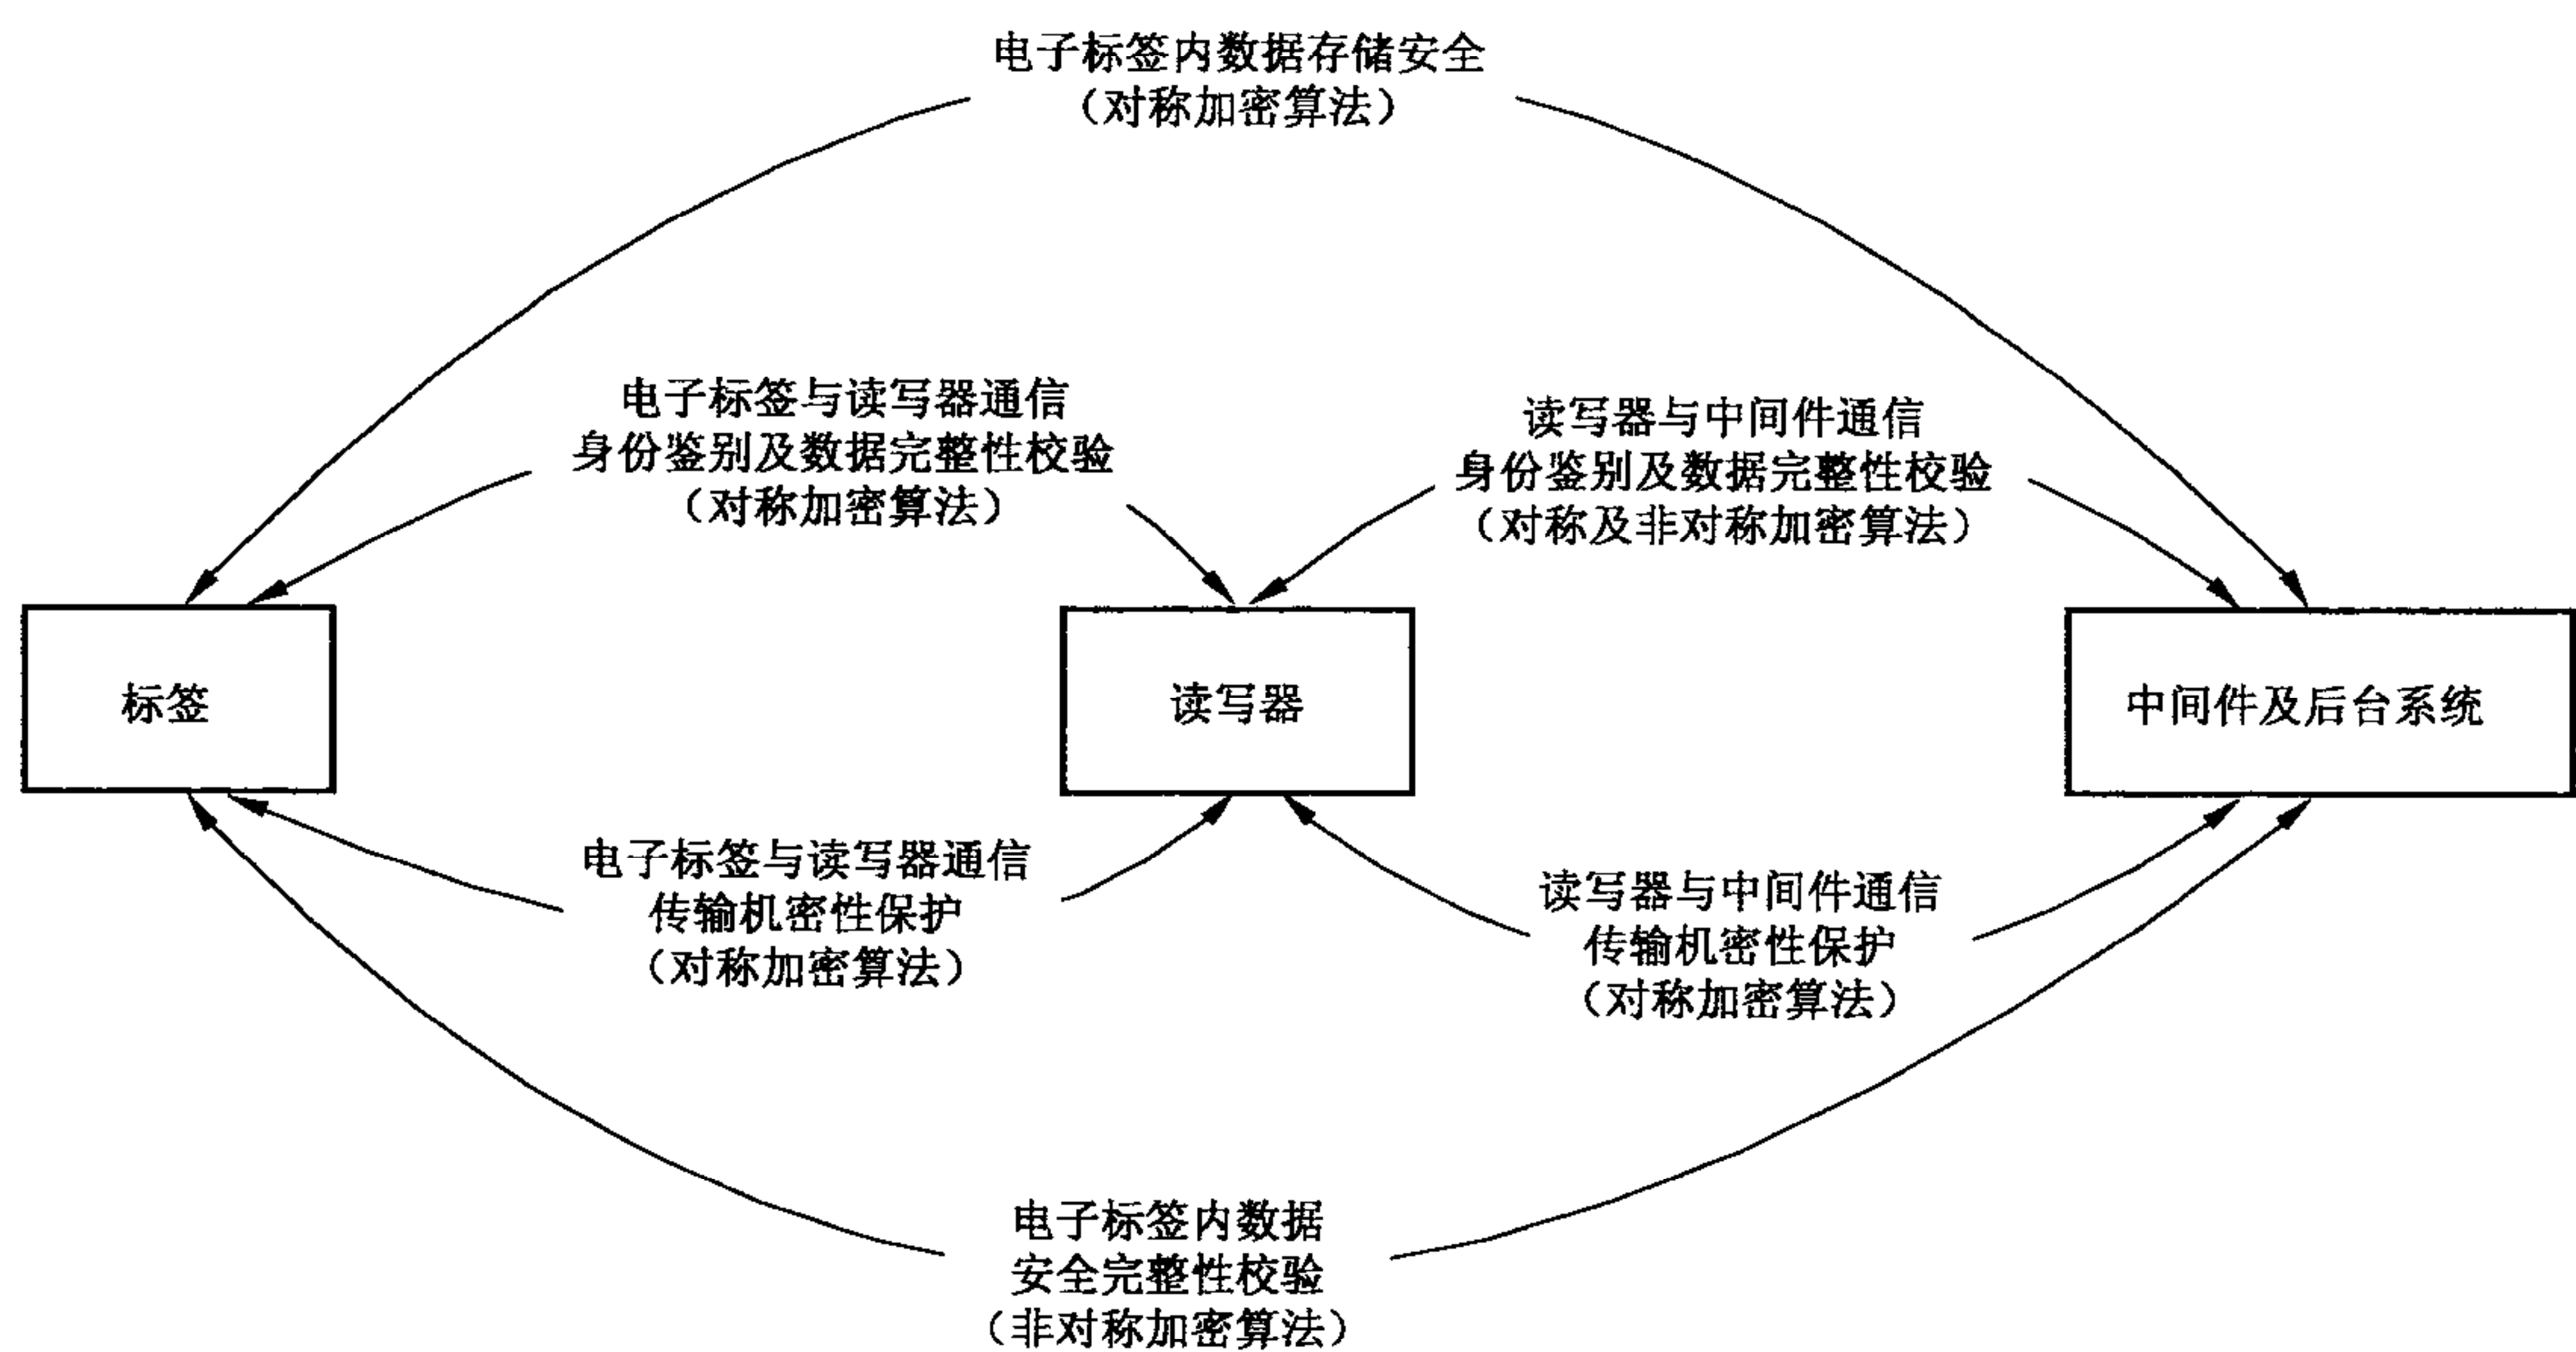 电子标签内数据存储安全
（对称加密算法）
电子标签与读写器通信
身份鉴别及数据完整性校验
（对称加密算法）
读写器与中间件通信
身份鉴别及数据完整性校验
（对称及非对称加密算法）
标签
读写器
中间件及后台系统
电子标签与读写器通信
传输机密性保护
（对称加密算法）
读写器与中间件通信
传输机密性保护
（对称加密算法）
电子标签内数据
安全完整性校验
（非对称加密算法）